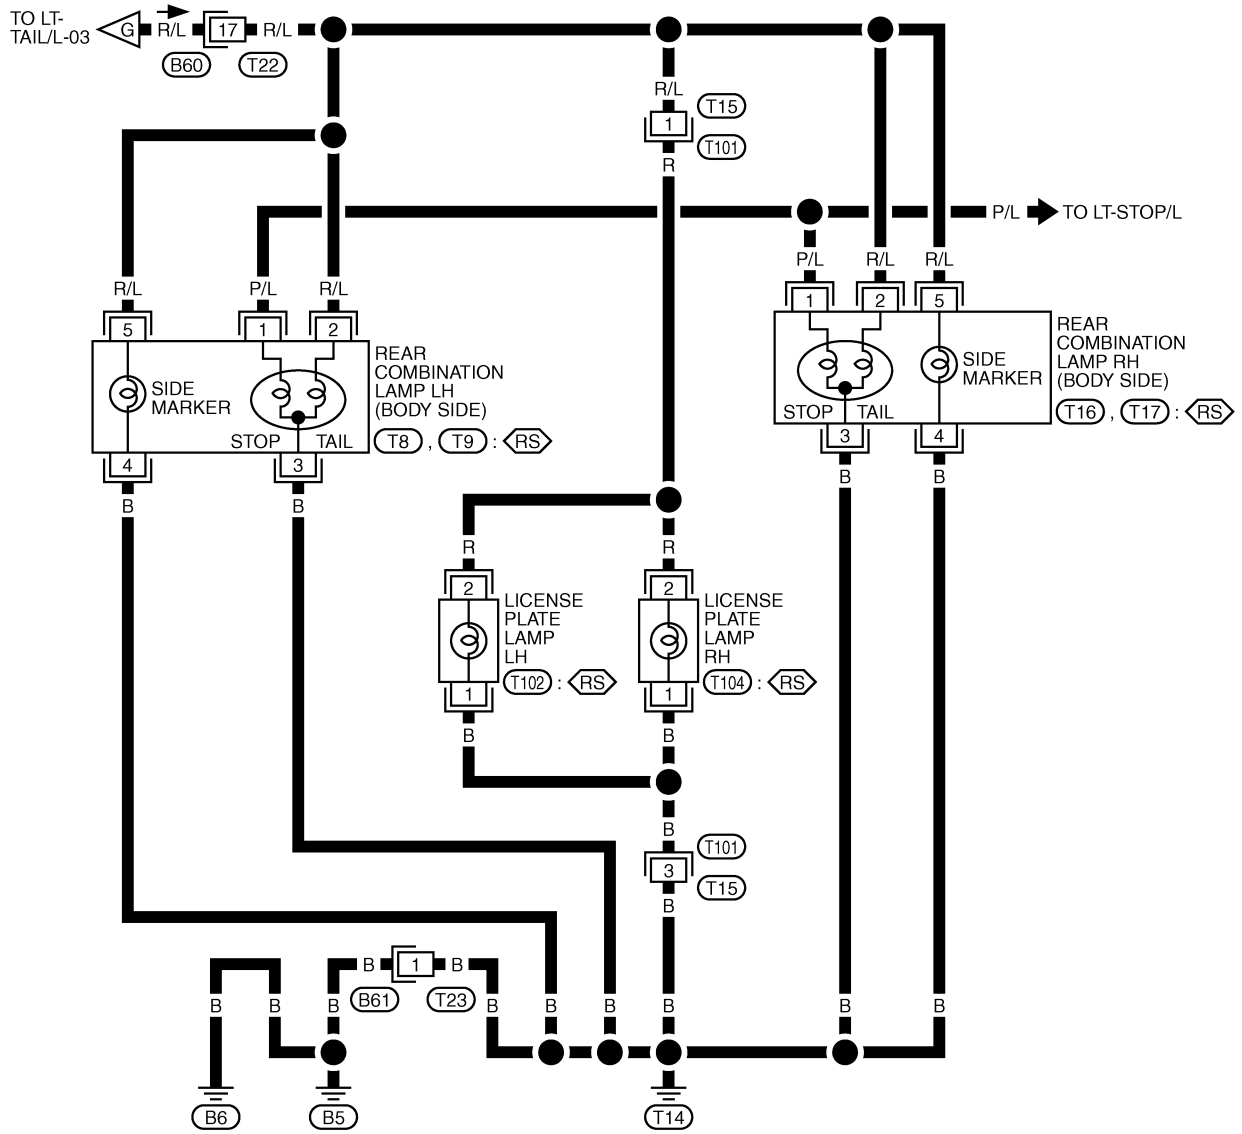 TO LT-
TAIL/L-03
G
R/L
17
R/L
B60
T22
R/L
1
T15
T101
R
P/L
TO LT-STOP/L
R/L
P/L
R/L
P/L
R/L
R/L
5
1
2
1
2
5
SIDE
MARKER
STOP
TAIL
REAR
COMBINATION
LAMP LH
(BODY SIDE)
T8 , T9 : RS
SIDE
MARKER
STOP
TAIL
REAR
COMBINATION
LAMP RH
(BODY SIDE)
T16 , T17 : RS
4
3
3
4
B
B
B
B
R
R
2
2
LICENSE
PLATE
LAMP
LH
T102 : RS
LICENSE
PLATE
LAMP
RH
T104 : RS
1
1
B
B
B
T101
3
T15
B
B
1
B
B61
T23
B
B
B
B
B
B
B
B
B
B6
B5
T14